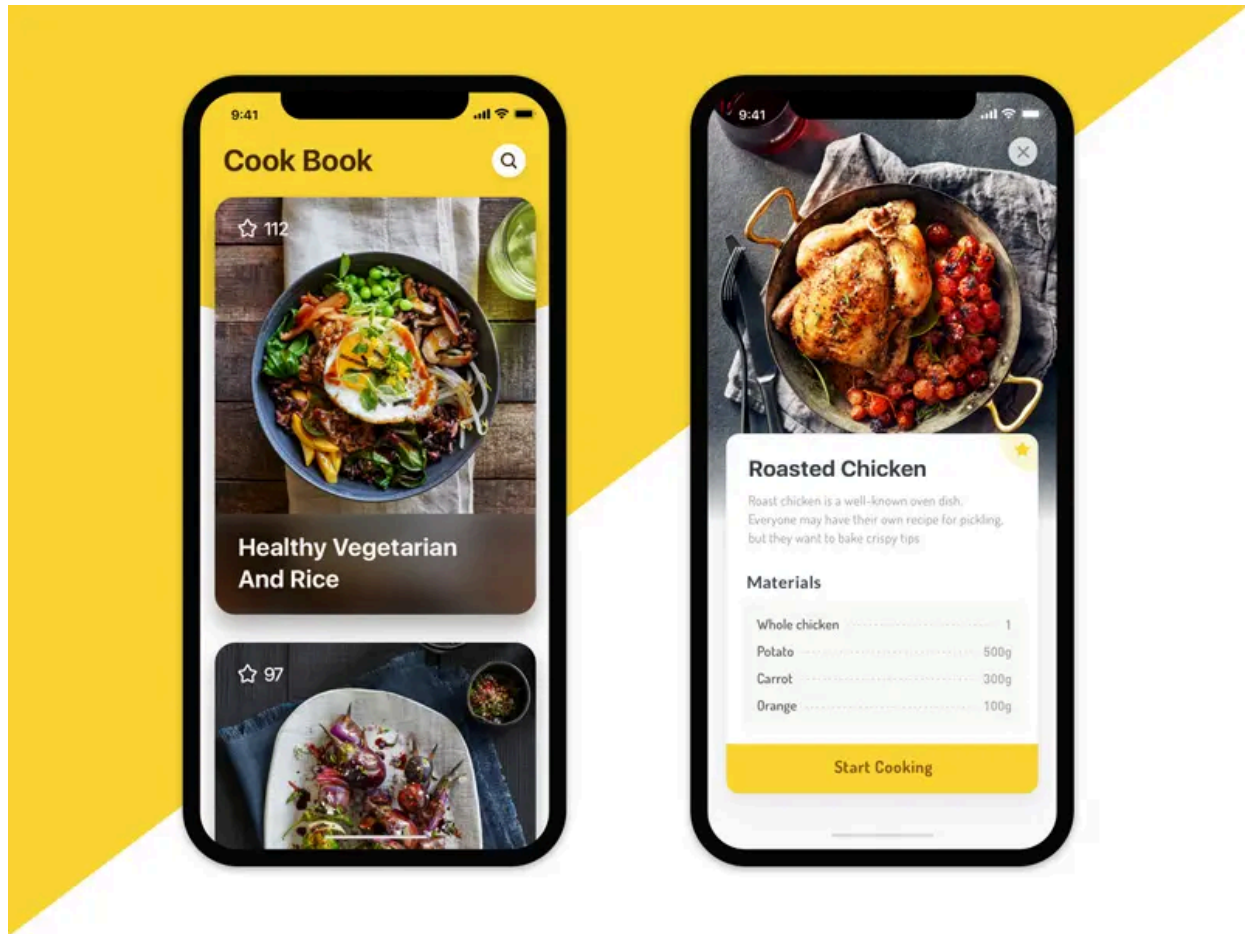 9:41
Cook Book
112
Healthy Vegetarian
And Rice
97
9:41
Roasted Chicken
Roast chicken is a well-known oven dish.
Everyone may have their own recipe for pickling,
but they want to bake crispy tips
Materials
Whole chicken 1
Potato 500g
Carrot 300g
Orange 100g
Start Cooking